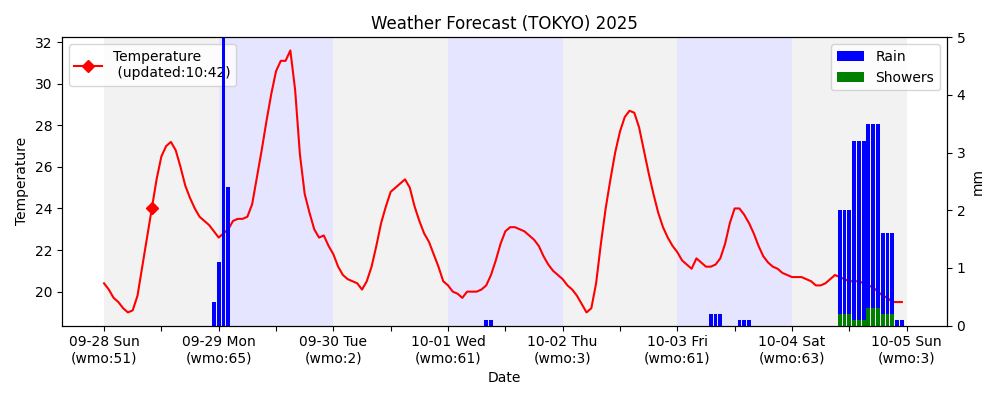 Weather Forecast (TOKYO) 2025
Temperature
(updated:10:42)
Rain
Showers
32
30
28
26
24
22
20
Temperature
5
4
3
2
1
0
mm
09-28 Sun 09-29 Mon 09-30 Tue 10-01 Wed 10-02 Thu 10-03 Fri 10-04 Sat 10-05 Sun
(wmo:51) (wmo:65) (wmo:2) (wmo:61) (wmo:3) (wmo:61) (wmo:63) (wmo:3)
Date